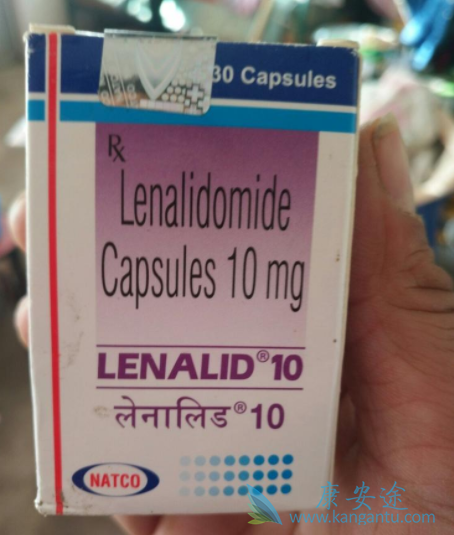 30 Capsules
Rx
Lenalidomide
Capsules 10 mg
LENALID® 10
लेनालिड® 10
NATCO
康安途
www.kangantu.com